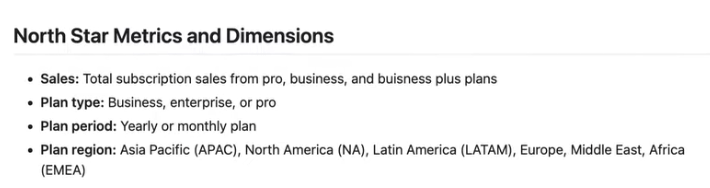 North Star Metrics and Dimensions
• Sales: Total subscription sales from pro, business, and buisness plus plans
• Plan type: Business, enterprise, or pro
• Plan period: Yearly or monthly plan
• Plan region: Asia Pacific (APAC), North America (NA), Latin America (LATAM), Europe, Middle East, Africa
(EMEA)